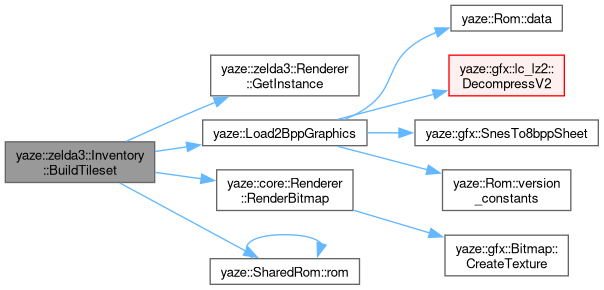 yaze::zelda3::Inventory
::BuildTileset
yaze::zelda3::Renderer
::GetInstance
yaze::Load2BppGraphics
yaze::core::Renderer
::RenderBitmap
yaze::SharedRom::rom
yaze::Rom::data
yaze::gfx::lc_lz2::
DecompressV2
yaze::gfx::SnesTo8bppSheet
yaze::Rom::version
_constants
yaze::gfx::Bitmap::
CreateTexture